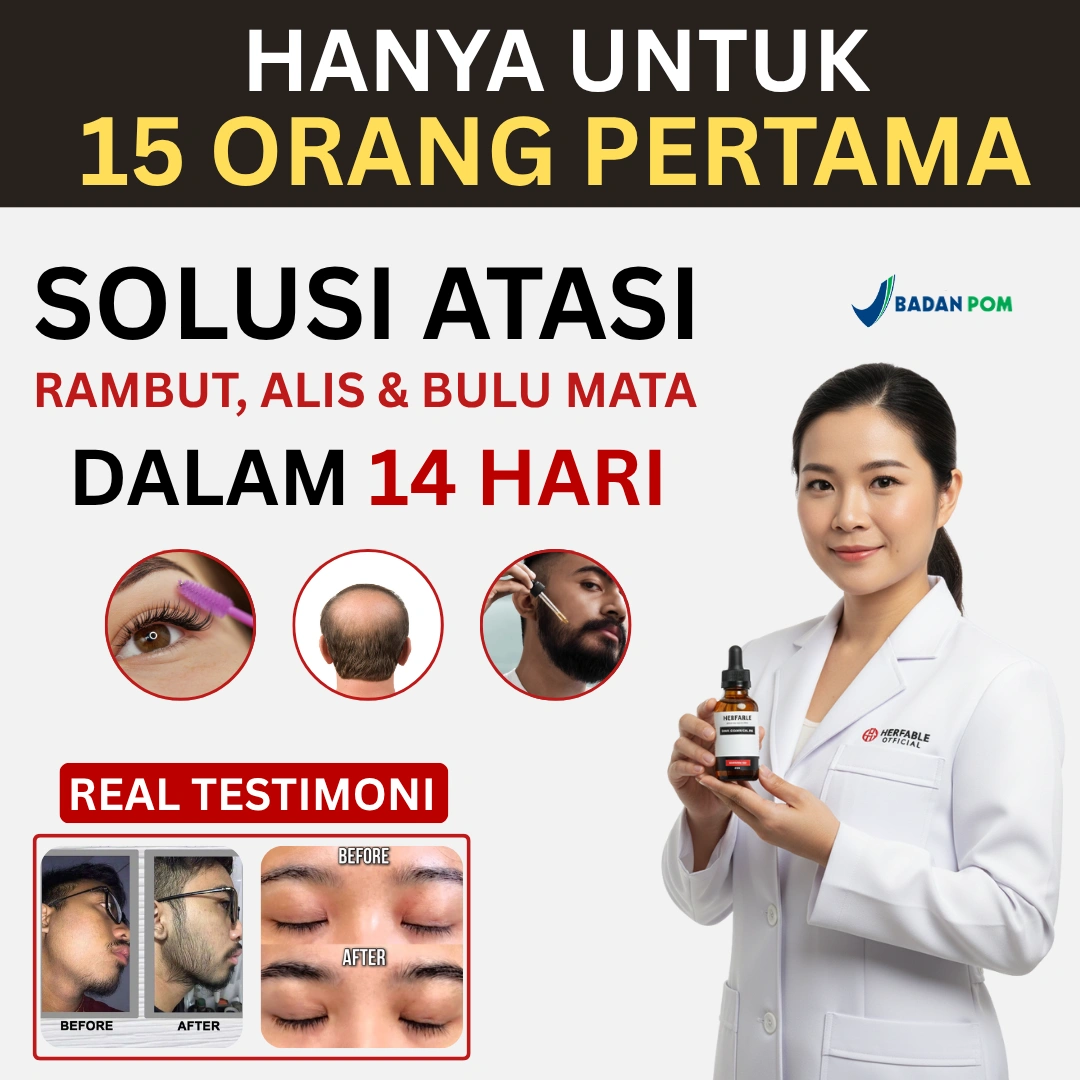 HANYA UNTUK
15 ORANG PERTAMA
SOLUSI ATASI
RAMBUT, ALIS & BULU MATA
DALAM 14 HARI
BADAN POM
HERFABLE
OFFICIAL
REAL TESTIMONI
BEFORE
AFTER
BEFORE
AFTER